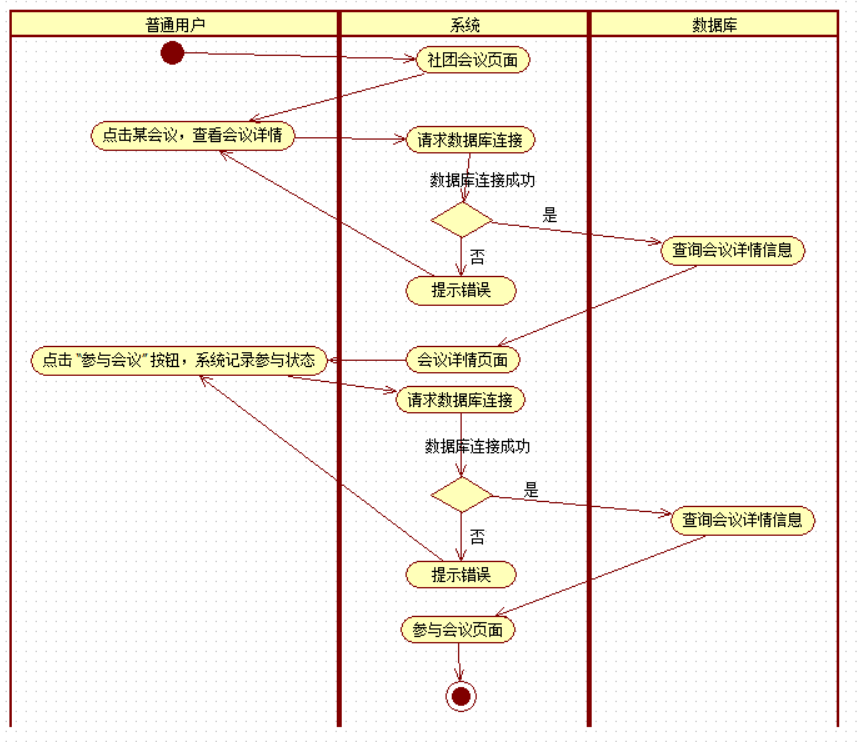 普通用户
系统
数据库
社团会议页面
点击某会议，查看会议详情
请求数据库连接
数据库连接成功
是
查询会议详情信息
否
提示错误
点击“参与会议”按钮，系统记录参与状态
会议详情页面
请求数据库连接
数据库连接成功
是
查询会议详情信息
否
提示错误
参与会议页面